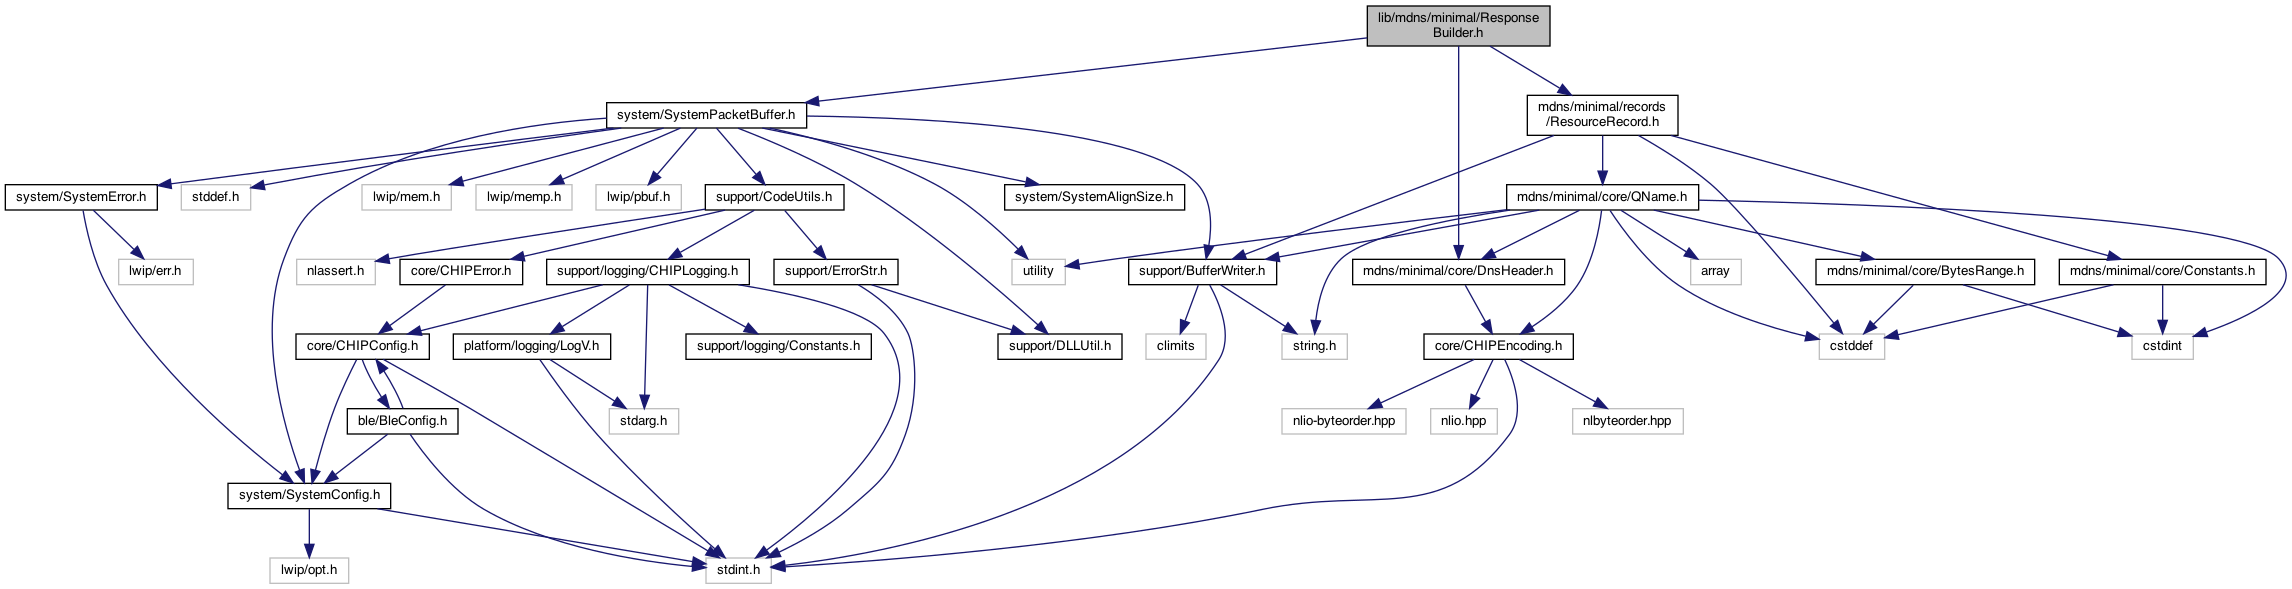 lib/mdns/minimal/Response
Builder.h
system/SystemPacketBuffer.h
mdns/minimal/records
/ResourceRecord.h
system/SystemError.h
stddef.h
lwip/mem.h
lwip/memp.h
lwip/pbuf.h
support/CodeUtils.h
system/SystemAlignSize.h
mdns/minimal/core/QName.h
lwip/err.h
nlassert.h
core/CHIPError.h
support/logging/CHIPLogging.h
support/ErrorStr.h
utility
support/BufferWriter.h
mdns/minimal/core/DnsHeader.h
array
mdns/minimal/core/BytesRange.h
mdns/minimal/core/Constants.h
core/CHIPConfig.h
platform/logging/LogV.h
support/logging/Constants.h
support/DLLUtil.h
climits
string.h
core/CHIPEncoding.h
cstddef
cstdint
ble/BleConfig.h
stdarg.h
nlio-byteorder.hpp
nlio.hpp
nlbyteorder.hpp
system/SystemConfig.h
lwip/opt.h
stdint.h